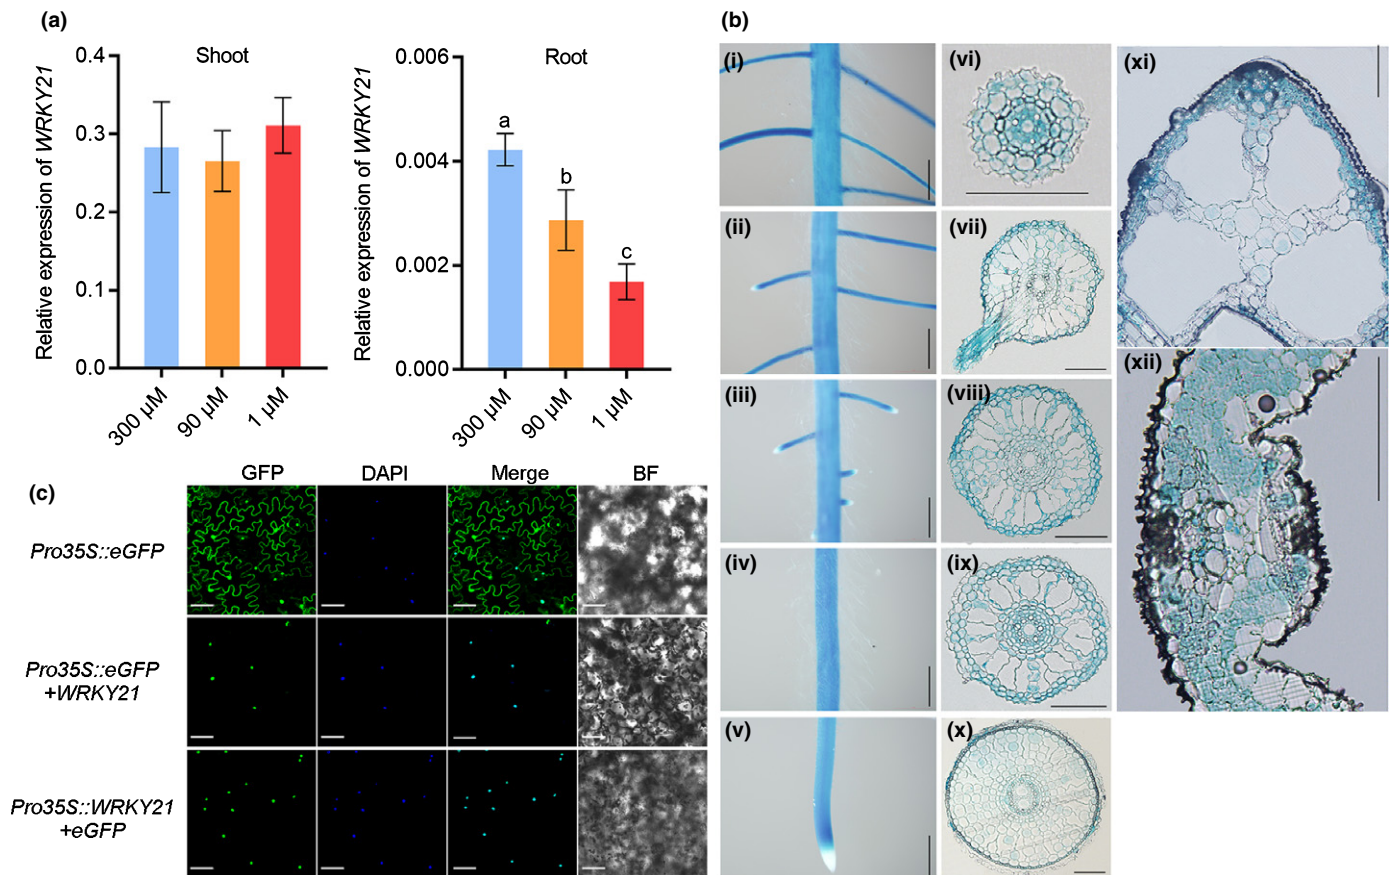 (a)
Shoot
Relative expression of WRKY21
0.4
0.3
0.2
0.1
0.0
300 µM
90 µM
1 µM
Root
Relative expression of WRKY21
0.006
0.004
0.002
0.000
a
b
c
300 µM
90 µM
1 µM
(b)
(i)
(ii)
(iii)
(iv)
(v)
(vi)
(vii)
(viii)
(ix)
(x)
(xi)
(xii)
(c)
GFP DAPI Merge BF
Pro35S::eGFP
Pro35S::eGFP
+WRKY21
Pro35S::WRKY21
+eGFP